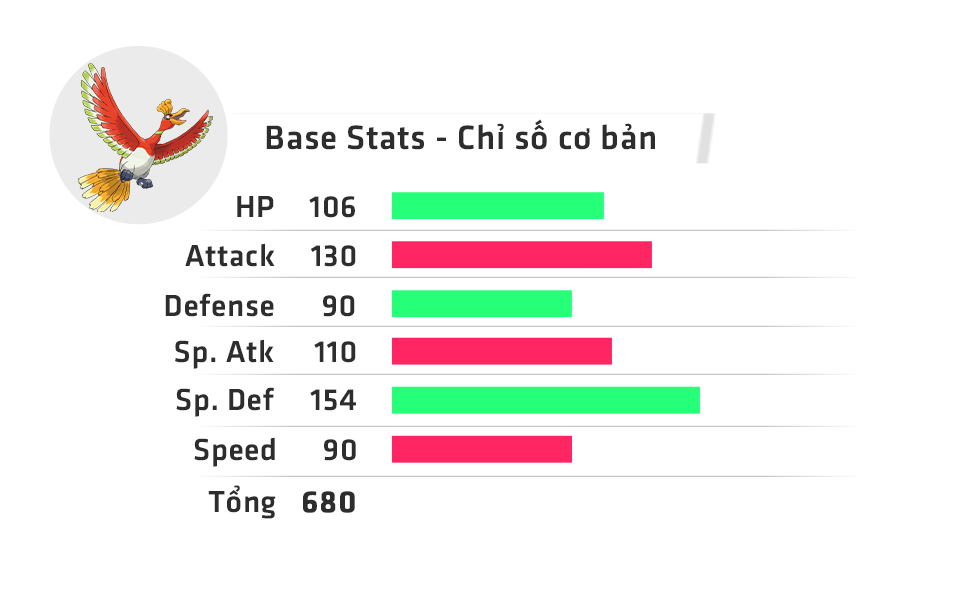 Base Stats - Chỉ số cơ bản
HP 106
Attack 130
Defense 90
Sp. Atk 110
Sp. Def 154
Speed 90
Tổng 680